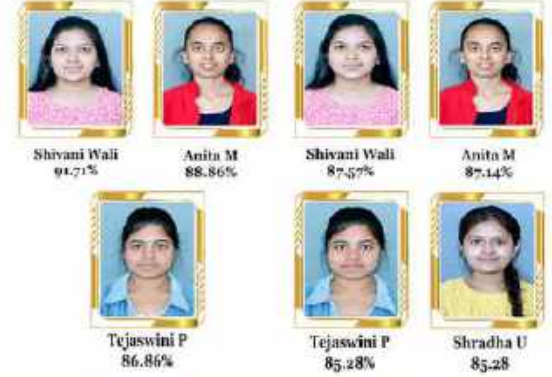 Shivani Wali
91.71%
Anita M
88.86%
Shivani Wali
87.57%
Anita M
87.14%
Tejaswini P
86.86%
Tejaswini P
85.28%
Shradha U
85.28